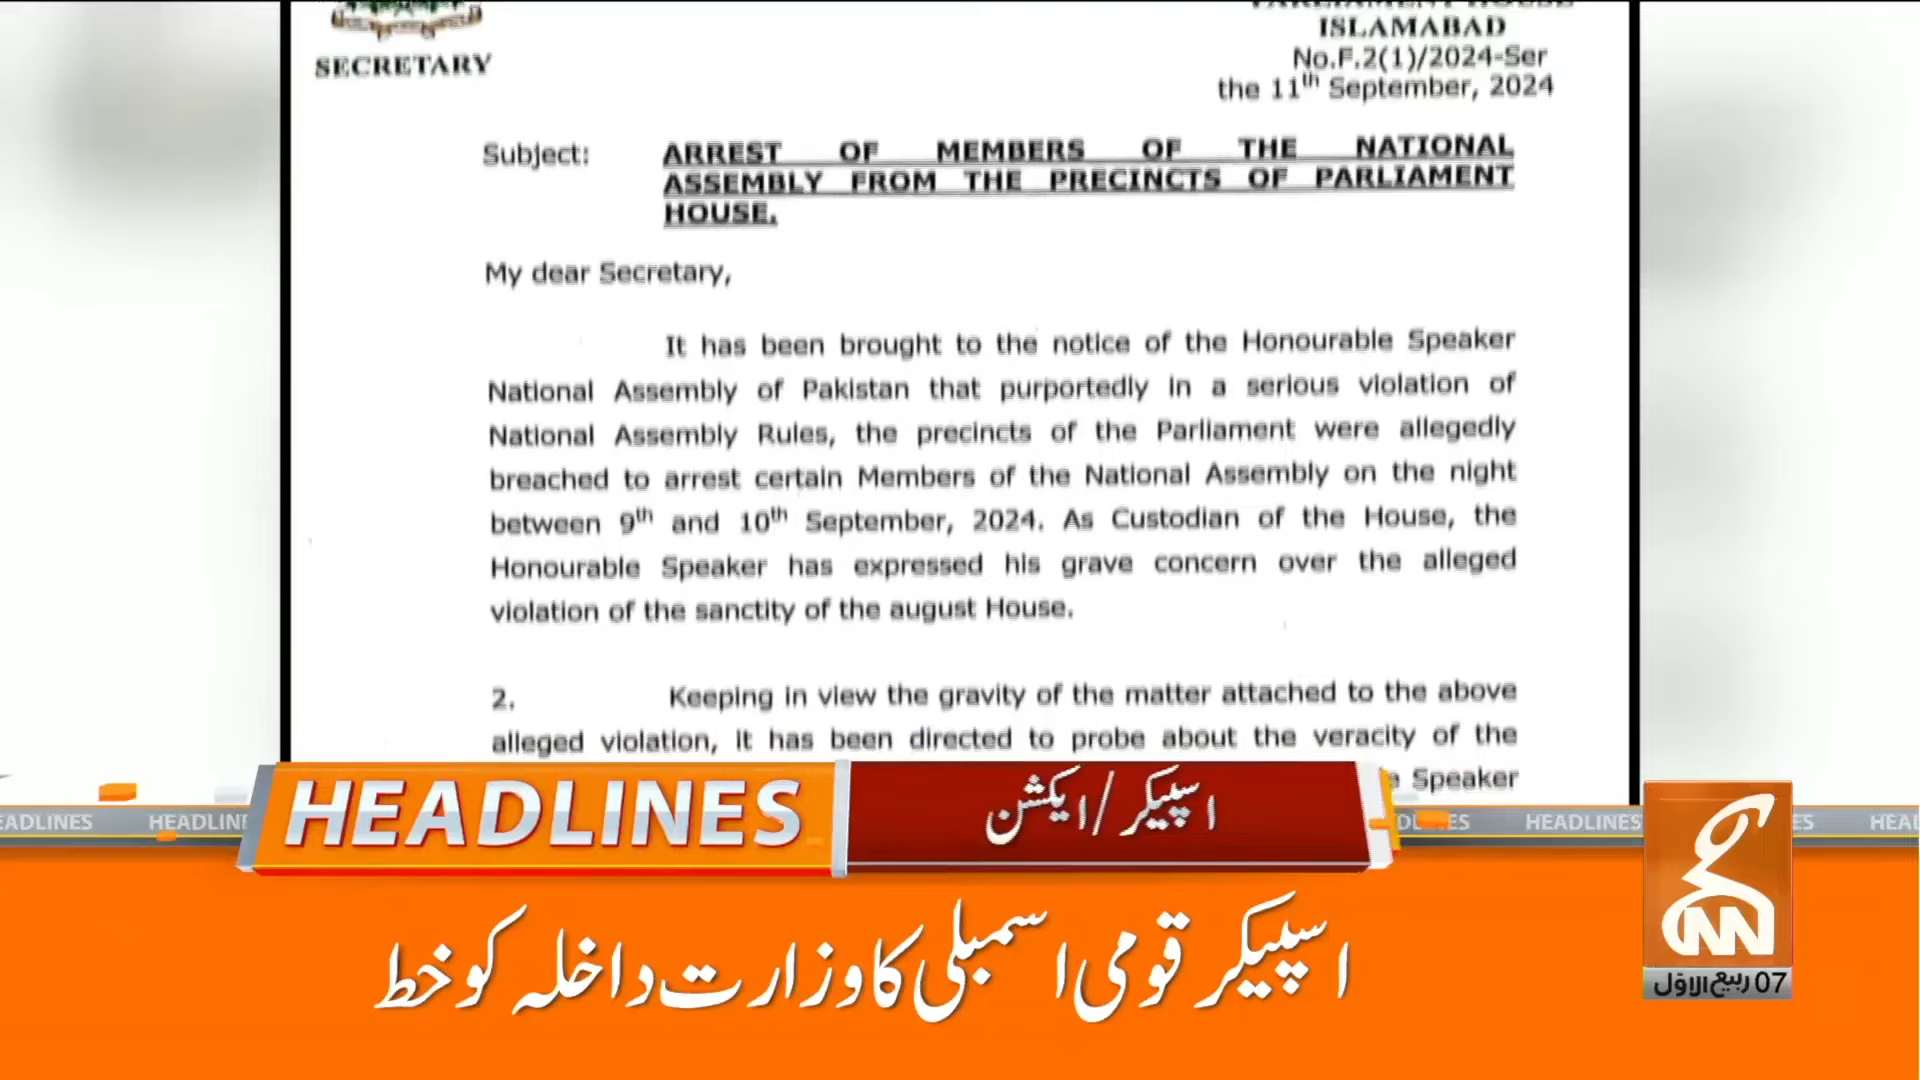 PARLIAMENT HOUSE
ISLAMABAD
SECRETARY
No.F.2(1)/2024-Ser
the 11th September, 2024
Subject: ARREST OF MEMBERS OF THE NATIONAL
ASSEMBLY FROM THE PRECINCTS OF PARLIAMENT
HOUSE.
My dear Secretary,
It has been brought to the notice of the Honourable Speaker
National Assembly of Pakistan that purportedly in a serious violation of
National Assembly Rules, the precincts of the Parliament were allegedly
breached to arrest certain Members of the National Assembly on the night
between 9th and 10th September, 2024. As Custodian of the House, the
Honourable Speaker has expressed his grave concern over the alleged
violation of the sanctity of the august House.
2. Keeping in view the gravity of the matter attached to the above
alleged violation, it has been directed to probe about the veracity of the
Speaker
HEADLINES
اسپیکر/ایکشن
EADLINES HEADLINE
HEADLINES
HEAD
اسپیکر قومی اسمبلی کا وزارت داخلہ کو خط
GNN
07 ربیع الاوّل